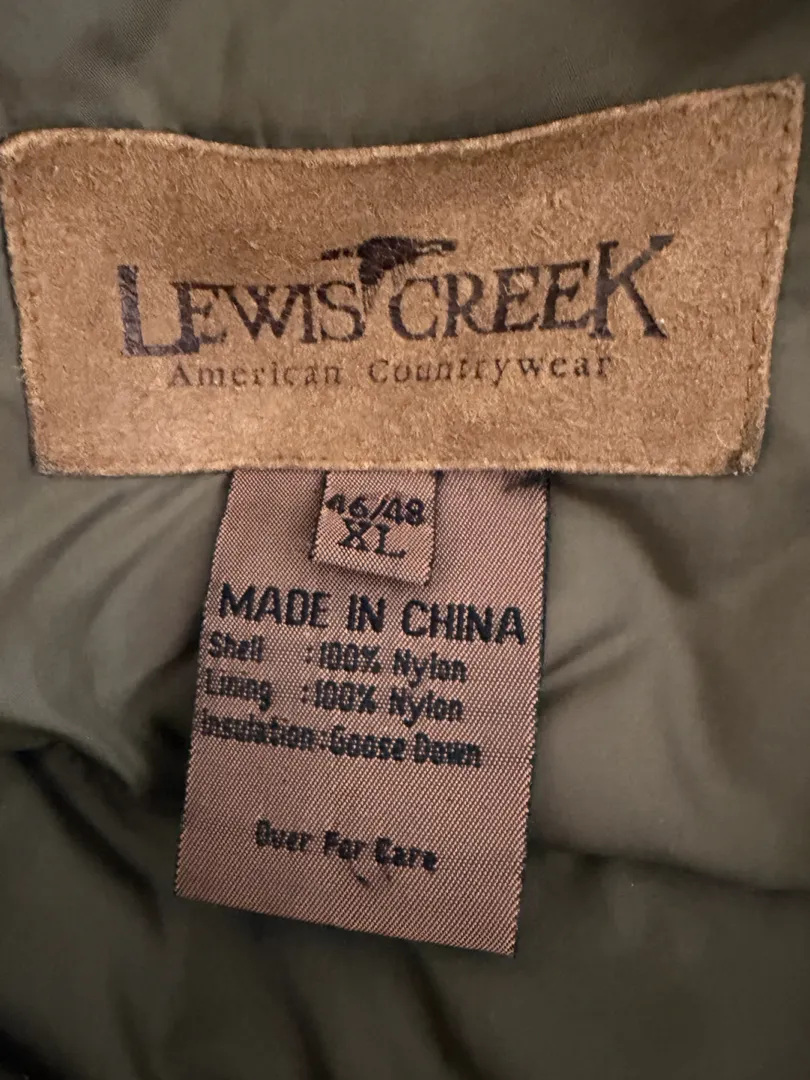 LEWIS CREEK
American Countrywear
46/48
XL
MADE IN CHINA
Shell : 100% Nylon
Lining : 100% Nylon
Insulation : Goose Down
Over For Care